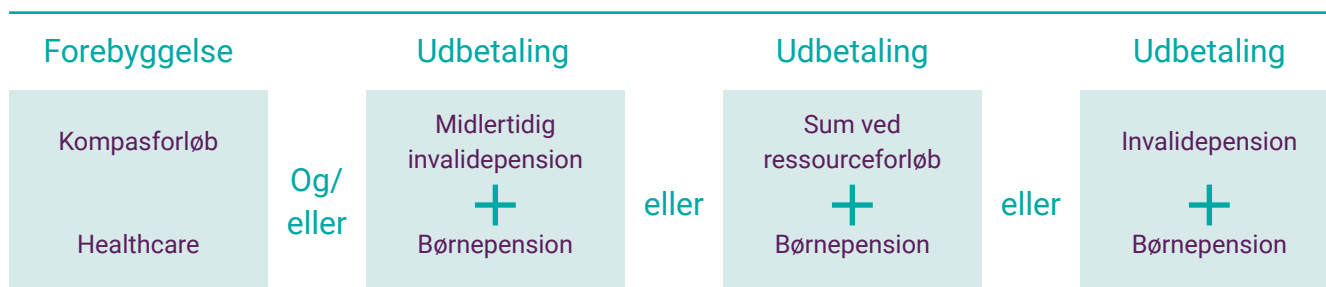 Forebyggelse
Kompasforløb
Healthcare
Og/
eller
Udbetaling
Midlertidig
invalidepension
+
Børnepension
eller
Udbetaling
Sum ved
ressourceforløb
+
Børnepension
eller
Udbetaling
Invalidepension
+
Børnepension